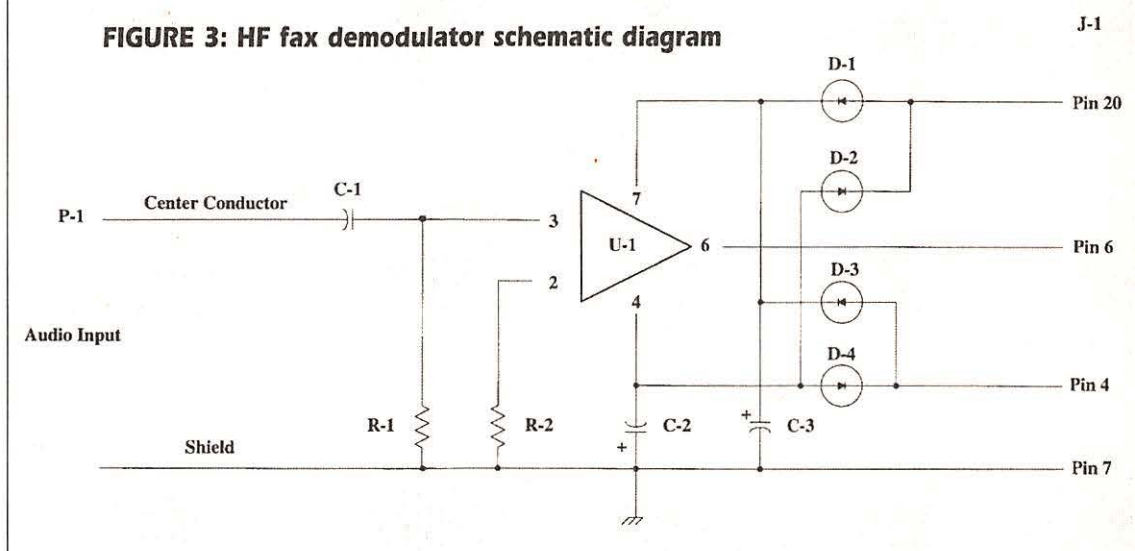 FIGURE 3: HF fax demodulator schematic diagram
J-1
D-1
Pin 20
D-2
C-1
7
P-1
Center Conductor
3
U-1
6
Pin 6
2
D-3
4
Audio Input
D-4
Pin 4
R-1
R-2
+
C-2
+
C-3
Shield
Pin 7